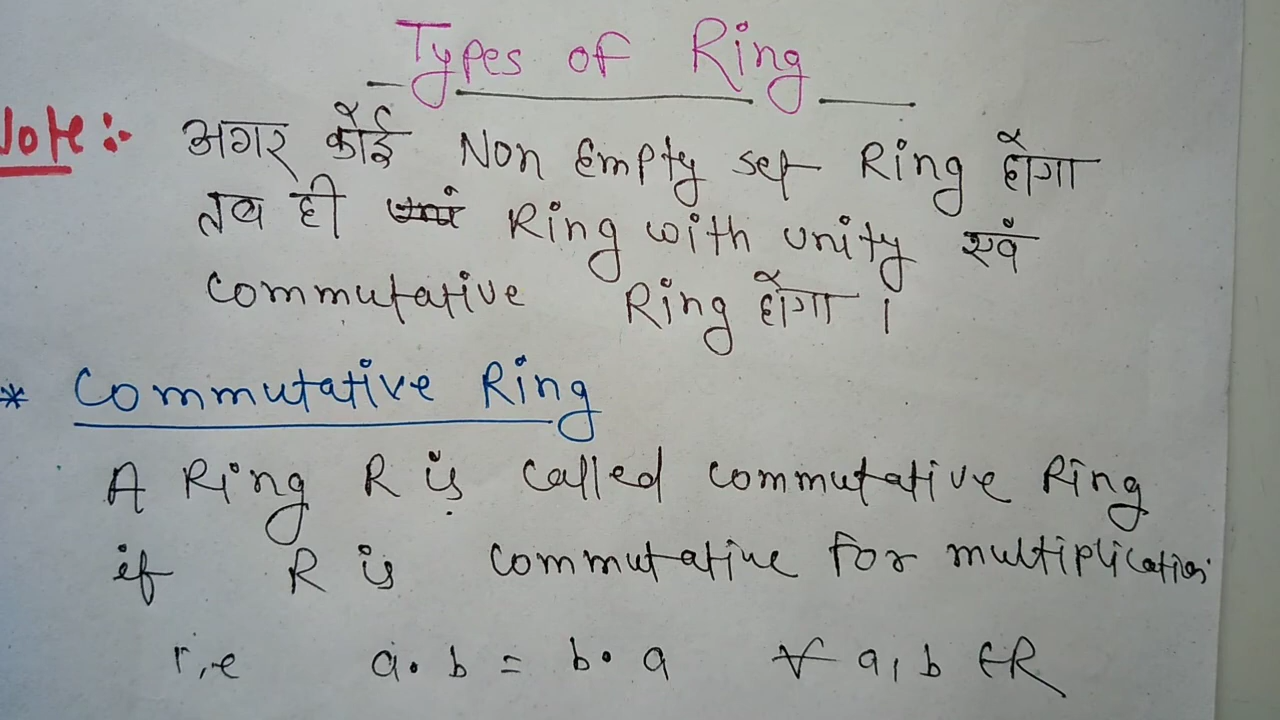 Types of Ring
Note:- अगर कोई Non Empty set Ring होगा
तब ही Ring with unity एवं
Commutative Ring होगा ।
* Commutative Ring
A Ring R is called commutative Ring
if R is commutative for multiplication
i.e a · b = b · a ∀ a, b ∈ R